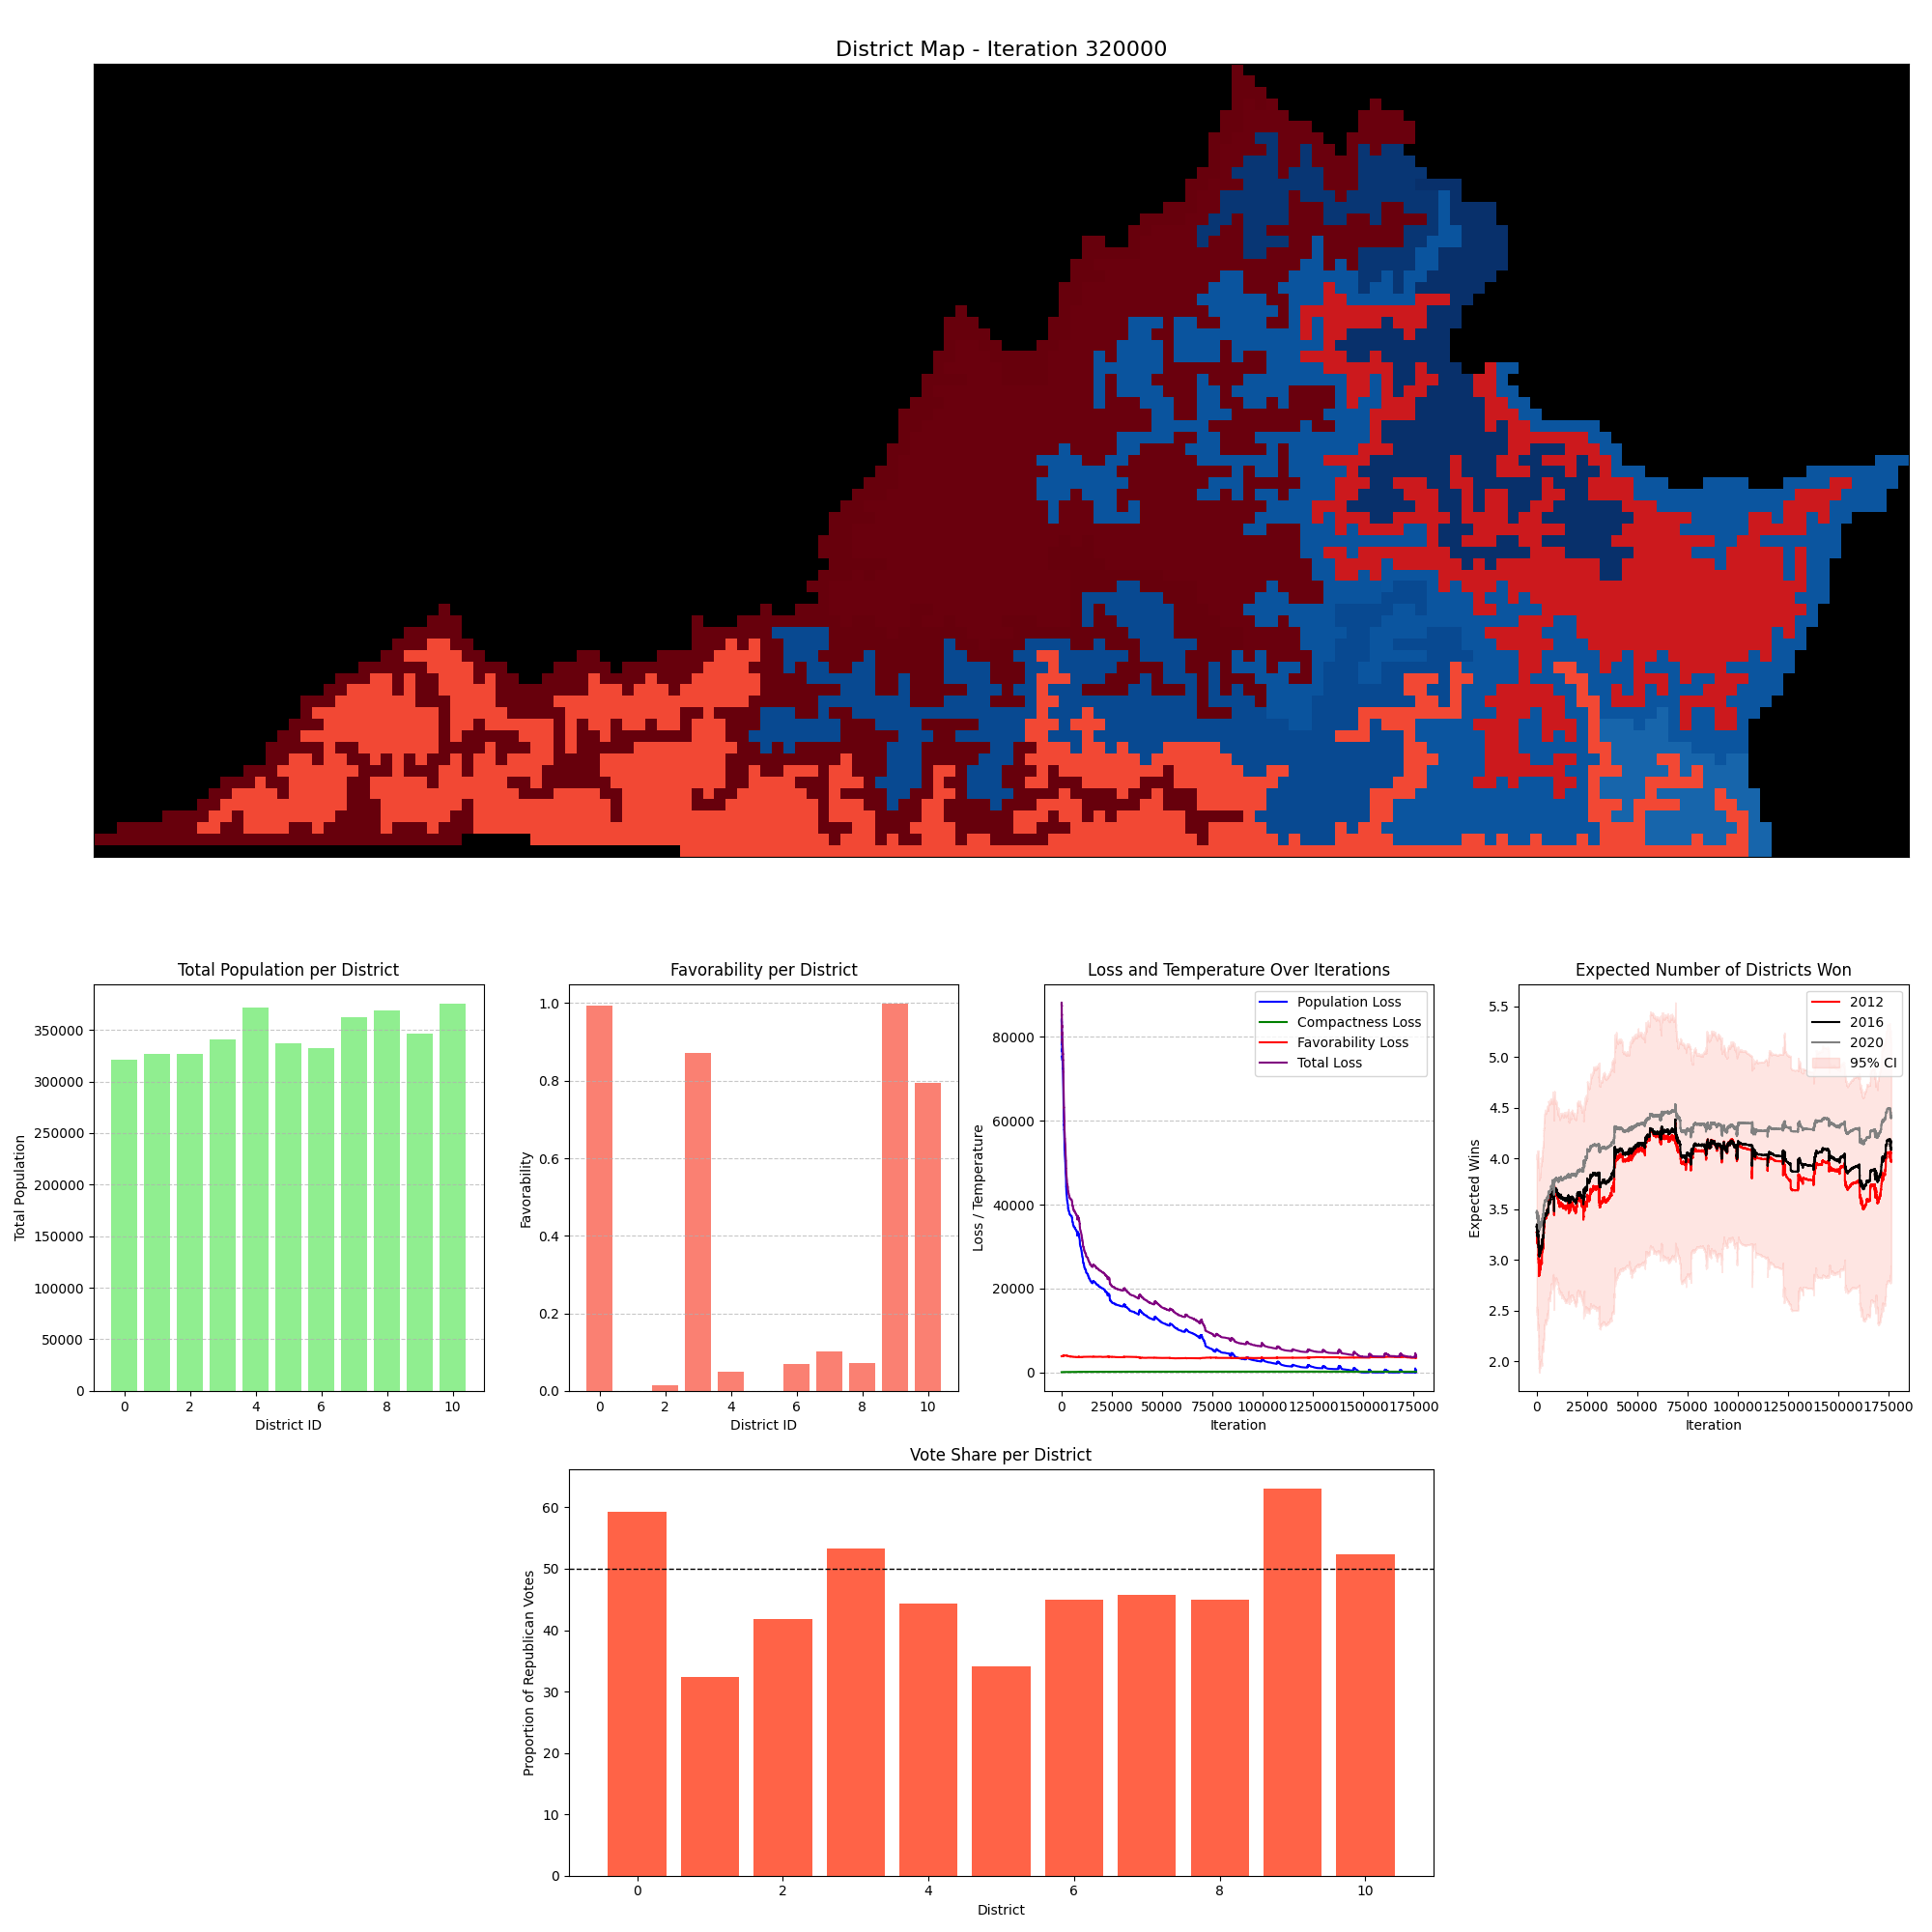 District Map - Iteration 320000
Total Population per District
Total Population
350000
300000
250000
200000
150000
100000
50000
0
0 2 4 6 8 10
District ID
Favorability per District
Favorability
1.0
0.8
0.6
0.4
0.2
0.0
0 2 4 6 8 10
District ID
Loss and Temperature Over Iterations
Loss / Temperature
80000
60000
40000
20000
0
Population Loss
Compactness Loss
Favorability Loss
Total Loss
0 25000 50000 75000 100000 125000 150000 175000
Iteration
Expected Number of Districts Won
Expected Wins
5.5
5.0
4.5
4.0
3.5
3.0
2.5
2.0
2012
2016
2020
95% CI
0 25000 50000 75000 100000 125000 150000 175000
Iteration
Vote Share per District
Proportion of Republican Votes
60
50
40
30
20
10
0
0 2 4 6 8 10
District